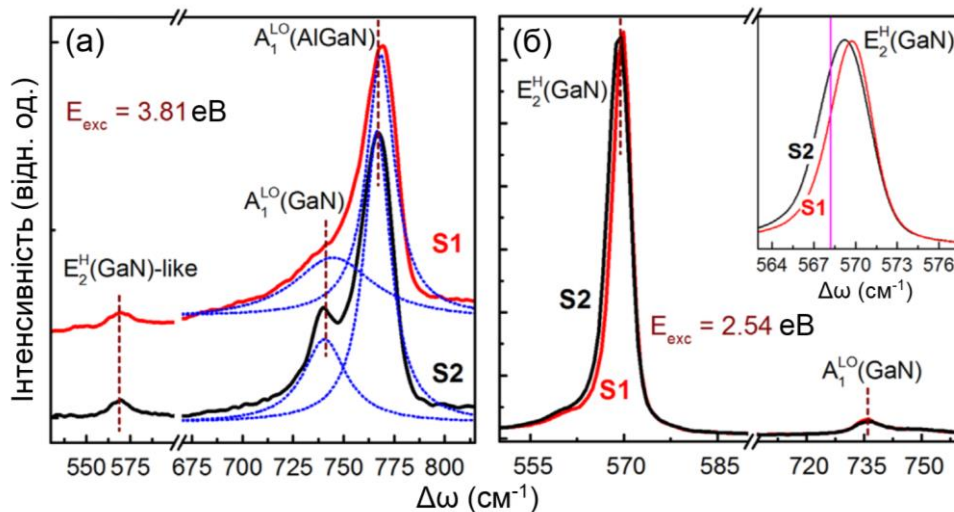 (а)
A₁ᴸᴼ(AlGaN)
E_exc = 3.81 еВ
A₁ᴸᴼ(GaN)
S1
E₂ᴴ(GaN)-like
S2
Інтенсивність (відн. од.)
550 575 675 700 725 750 775 800
(б)
E₂ᴴ(GaN)
E₂ᴴ(GaN)
S2
S1
564 567 570 573 576
Δω (см⁻¹)
S2
E_exc = 2.54 еВ
S1
A₁ᴸᴼ(GaN)
555 570 585 720 735 750
Δω (см⁻¹)